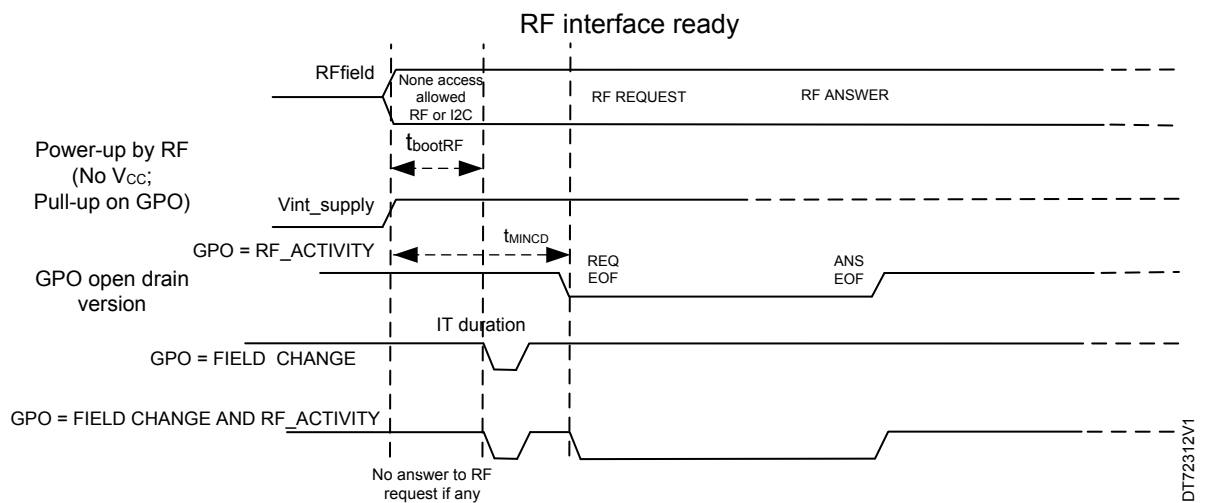 RF interface ready
RFfield
None access
allowed
RF or I2C
RF REQUEST
RF ANSWER
tbootRF
Power-up by RF
(No VCC;
Pull-up on GPO)
Vint_supply
tMINCD
GPO = RF_ACTIVITY
REQ
EOF
ANS
EOF
GPO open drain
version
IT duration
GPO = FIELD CHANGE
GPO = FIELD CHANGE AND RF_ACTIVITY
No answer to RF
request if any
DT72312V1